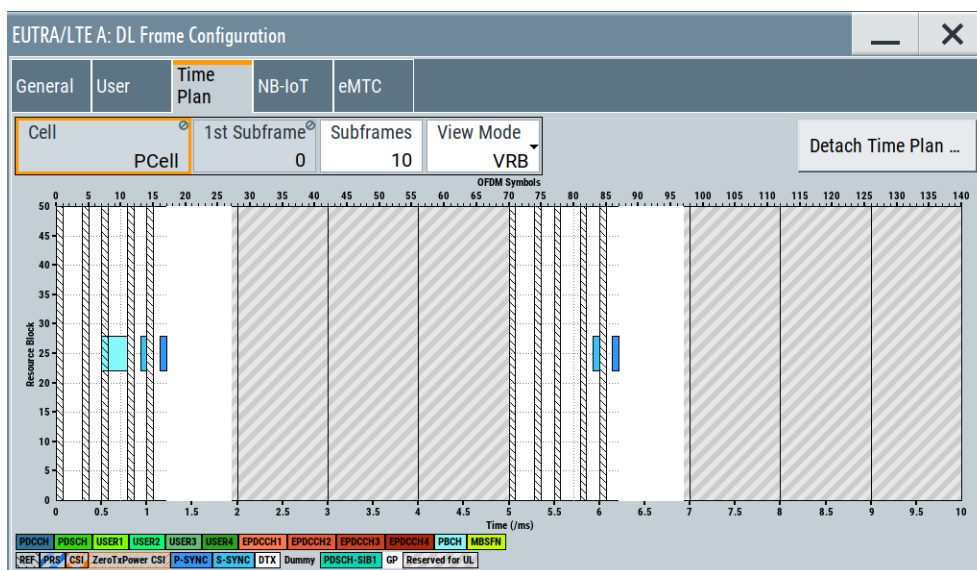 EUTRA/LTE A: DL Frame Configuration
General User Time Plan NB-IoT eMTC
Cell 1st Subframe Subframes View Mode
PCell 0 10 VRB
Detach Time Plan ...
OFDM Symbols
0 5 10 15 20 25 30 35 40 45 50 55 60 65 70 75 80 85 90 95 100 105 110 115 120 125 130 135 140
50
45
40
35
30
25
20
15
10
5
0
Resource Block
0 0.5 1 1.5 2 2.5 3 3.5 4 4.5 5 5.5 6 6.5 7 7.5 8 8.5 9 9.5 10
Time (/ms)
PDCCH PDSCH USER1 USER2 USER3 USER4 EPDCCH1 EPDCCH2 EPDCCH3 EPDCCH4 PBCH MBSFN
REF PRS CSI ZeroTxPower CSI P-SYNC S-SYNC DTX Dummy PDSCH-SIB1 GP Reserved for UL